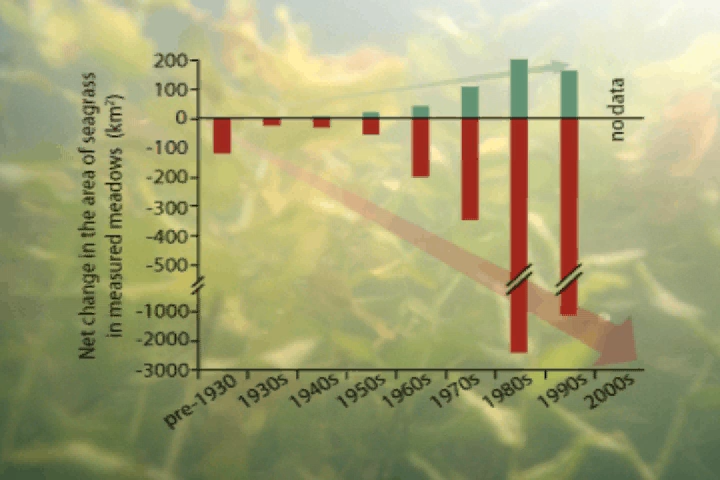 Net change in the area of seagrass
in measured meadows (km²)
200
100
0
-100
-200
-300
-400
-500
-1000
-2000
-3000
no data
pre-1930
1930s
1940s
1950s
1960s
1970s
1980s
1990s
2000s